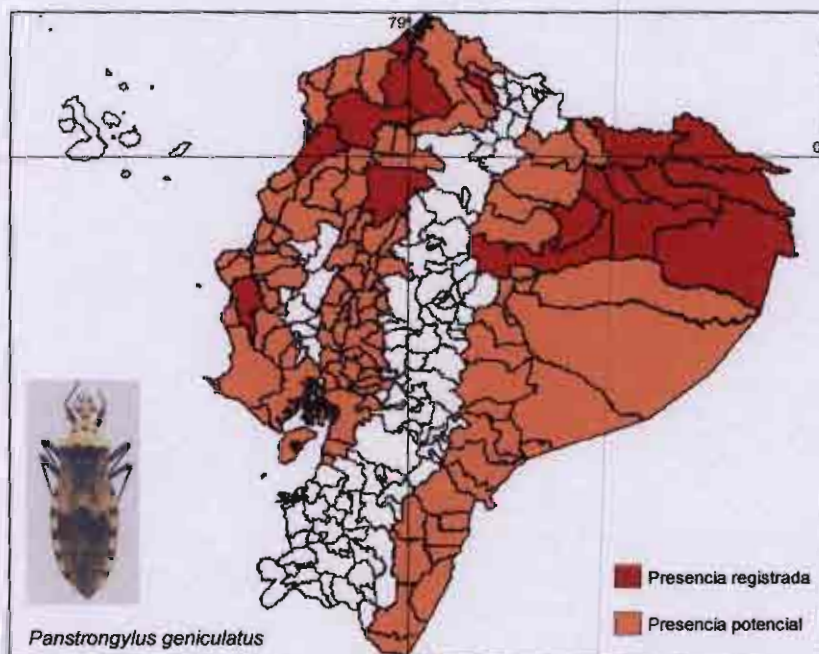 79
0
Presencia registrada
Presencia potencial
Panstrongylus geniculatus